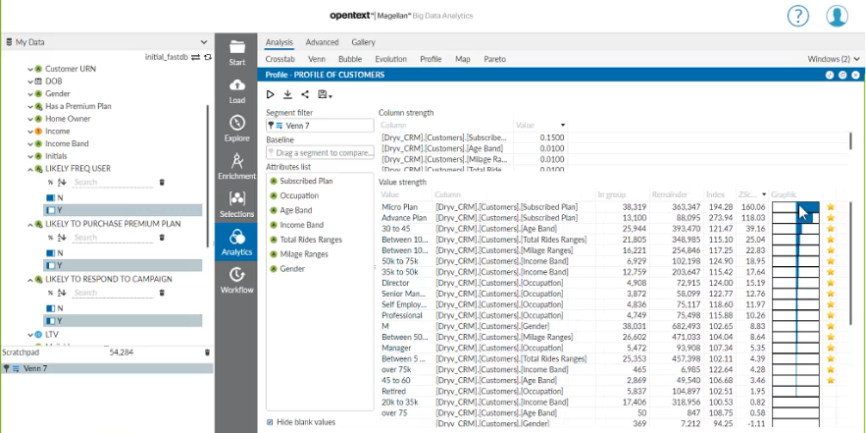 opentext™ | Magellan™ Big Data Analytics
?
My Data
initial_fastdb
Customer URN
DOB
Gender
Has a Premium Plan
Home Owner
Income
Income Band
Initials
LIKELY FREQ USER
Search
N
Y
LIKELY TO PURCHASE PREMIUM PLAN
Search
N
Y
LIKELY TO RESPOND TO CAMPAIGN
Search
N
Y
LTV
Scratchpad 54,284
Venn 7
Start
Load
Explore
Enrichment
Selections
Analytics
Workflow
Analysis Advanced Gallery
Crosstab Venn Bubble Evolution Profile Map Pareto Windows (2)
Profile - PROFILE OF CUSTOMERS
Segment filter
Venn 7
Baseline
Drag a segment to compare...
Attributes list
Subscribed Plan
Occupation
Age Band
Income Band
Total Rides Ranges
Milage Ranges
Gender
Hide blank values
Column strength
Column Value
[Dryv_CRM].[Customers].[Subscribe... 0.1500
[Dryv_CRM].[Customers].[Age Band] 0.0100
[Dryv_CRM].[Customers].[Milage Ra... 0.0100
[Dryv_CRM].[Customers].[Total Ride... 0.0100
Value strength
Value Column In group Remainder Index ZSc... Graphic
Micro Plan [Dryv_CRM].[Customers].[Subscribed Plan] 38,319 363,347 194.28 160.06
Advance Plan [Dryv_CRM].[Customers].[Subscribed Plan] 13,100 88,095 273.94 118.03
30 to 45 [Dryv_CRM].[Customers].[Age Band] 25,944 393,470 121.47 39.16
Between 10... [Dryv_CRM].[Customers].[Total Rides Ranges] 21,805 348,985 115.10 25.04
Between 10... [Dryv_CRM].[Customers].[Milage Ranges] 16,221 254,846 117.25 22.83
50k to 75k [Dryv_CRM].[Customers].[Income Band] 6,929 102,198 124.90 18.95
35k to 50k [Dryv_CRM].[Customers].[Income Band] 12,759 203,647 115.42 17.64
Director [Dryv_CRM].[Customers].[Occupation] 4,908 72,915 124.00 15.19
Senior Man... [Dryv_CRM].[Customers].[Occupation] 3,872 58,099 122.77 12.76
Self Employ... [Dryv_CRM].[Customers].[Occupation] 4,836 75,117 118.60 11.97
Professional [Dryv_CRM].[Customers].[Occupation] 4,749 75,498 115.88 10.26
M [Dryv_CRM].[Customers].[Gender] 38,031 682,493 102.65 8.83
Between 50... [Dryv_CRM].[Customers].[Milage Ranges] 26,602 471,033 104.04 8.64
Manager [Dryv_CRM].[Customers].[Occupation] 5,472 93,908 107.34 5.35
Between 5 ... [Dryv_CRM].[Customers].[Total Rides Ranges] 25,353 457,398 102.11 4.39
over 75k [Dryv_CRM].[Customers].[Income Band] 465 6,985 122.64 4.28
45 to 60 [Dryv_CRM].[Customers].[Age Band] 2,869 49,540 106.68 3.46
Retired [Dryv_CRM].[Customers].[Occupation] 5,837 104,897 102.51 1.95
20k to 35k [Dryv_CRM].[Customers].[Income Band] 17,406 318,956 100.53 0.82
over 75 [Dryv_CRM].[Customers].[Age Band] 50 847 108.75 0.58
[Dryv_CRM].[Customers].[Gender] 369 7,212 94.25 -1.11